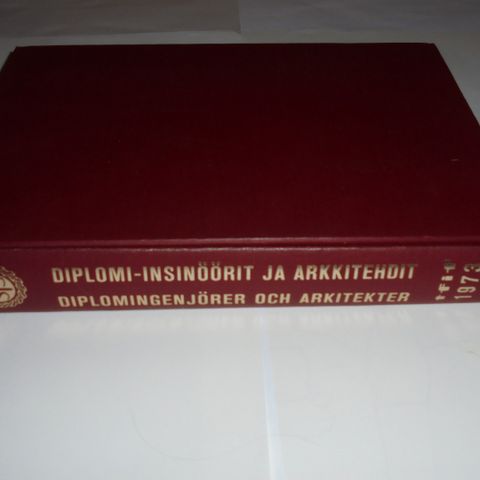 DIPLOMI-INSINÖÖRIT JA ARKKITEHDIT
DIPLOMINGENJÖRER OCH ARKITEKTER
1973